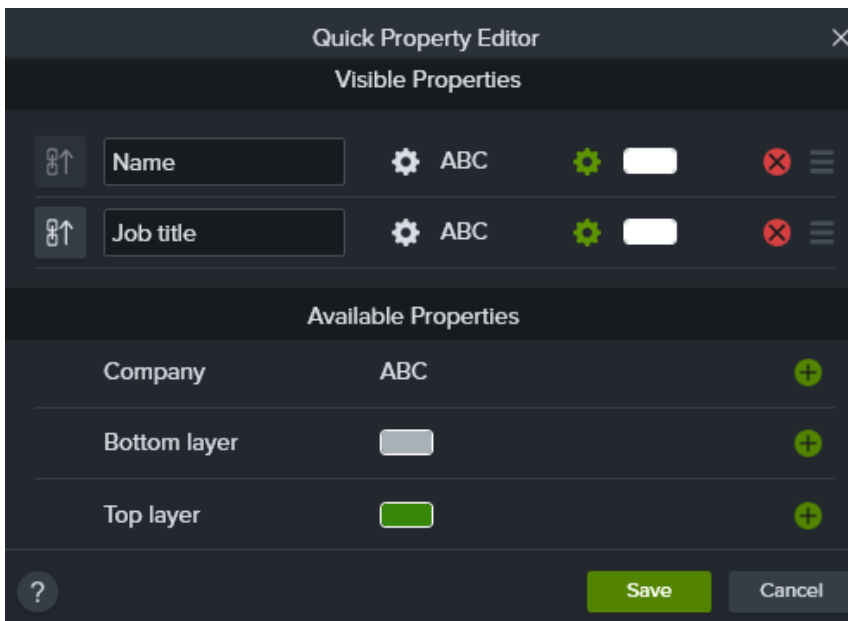 Quick Property Editor
Visible Properties
Name ABC
Job title ABC
Available Properties
Company ABC
Bottom layer
Top layer
? Save Cancel